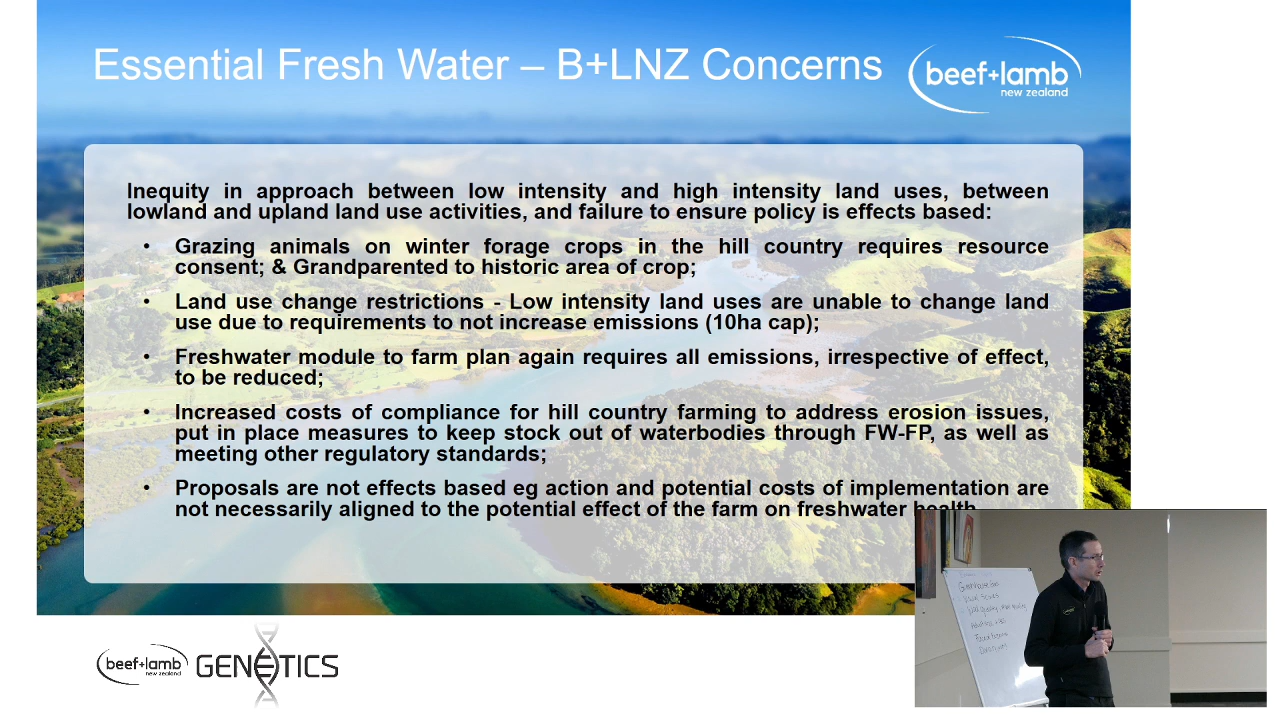 Essential Fresh Water – B+LNZ Concerns
beef+lamb
new zealand
Inequity in approach between low intensity and high intensity land uses, between
lowland and upland land use activities, and failure to ensure policy is effects based:
• Grazing animals on winter forage crops in the hill country requires resource
consent; & Grandparented to historic area of crop;
• Land use change restrictions - Low intensity land uses are unable to change land
use due to requirements to not increase emissions (10ha cap);
• Freshwater module to farm plan again requires all emissions, irrespective of effect,
to be reduced;
• Increased costs of compliance for hill country farming to address erosion issues,
put in place measures to keep stock out of waterbodies through FW-FP, as well as
meeting other regulatory standards;
• Proposals are not effects based eg action and potential costs of implementation are
not necessarily aligned to the potential effect of the farm on freshwater health
beef+lamb
new zealand
GENETICS